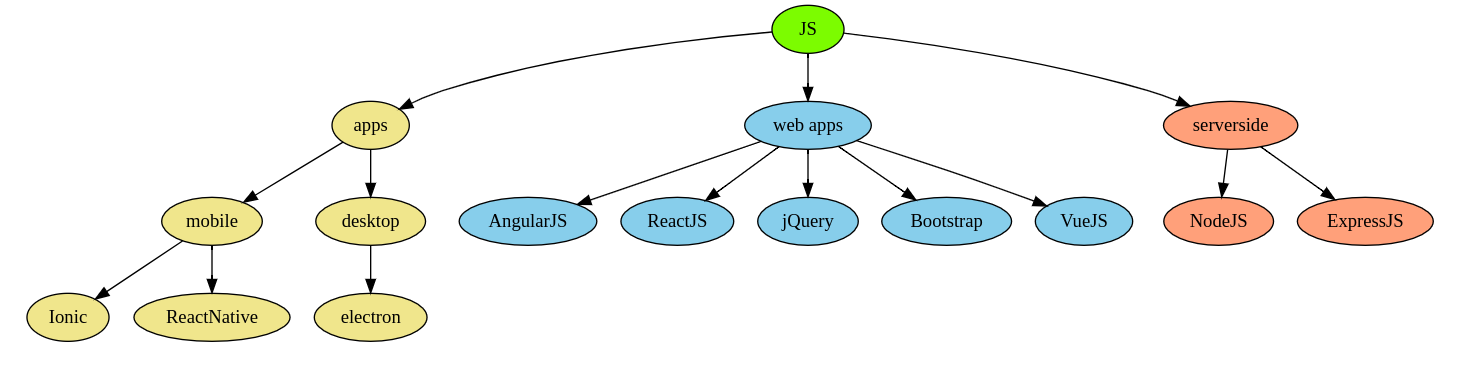 JS
apps
web apps
serverside
mobile
desktop
AngularJS
ReactJS
jQuery
Bootstrap
VueJS
NodeJS
ExpressJS
Ionic
ReactNative
electron